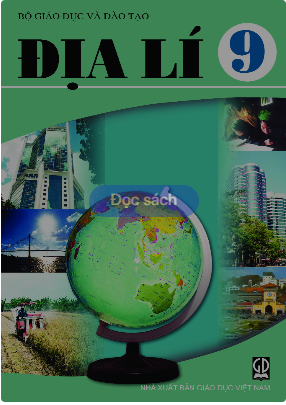 BỘ GIÁO DỤC VÀ ĐÀO TẠO
ĐỊA LÍ 9
Đọc sách
NHÀ XUẤT BẢN GIÁO DỤC VIỆT NAM